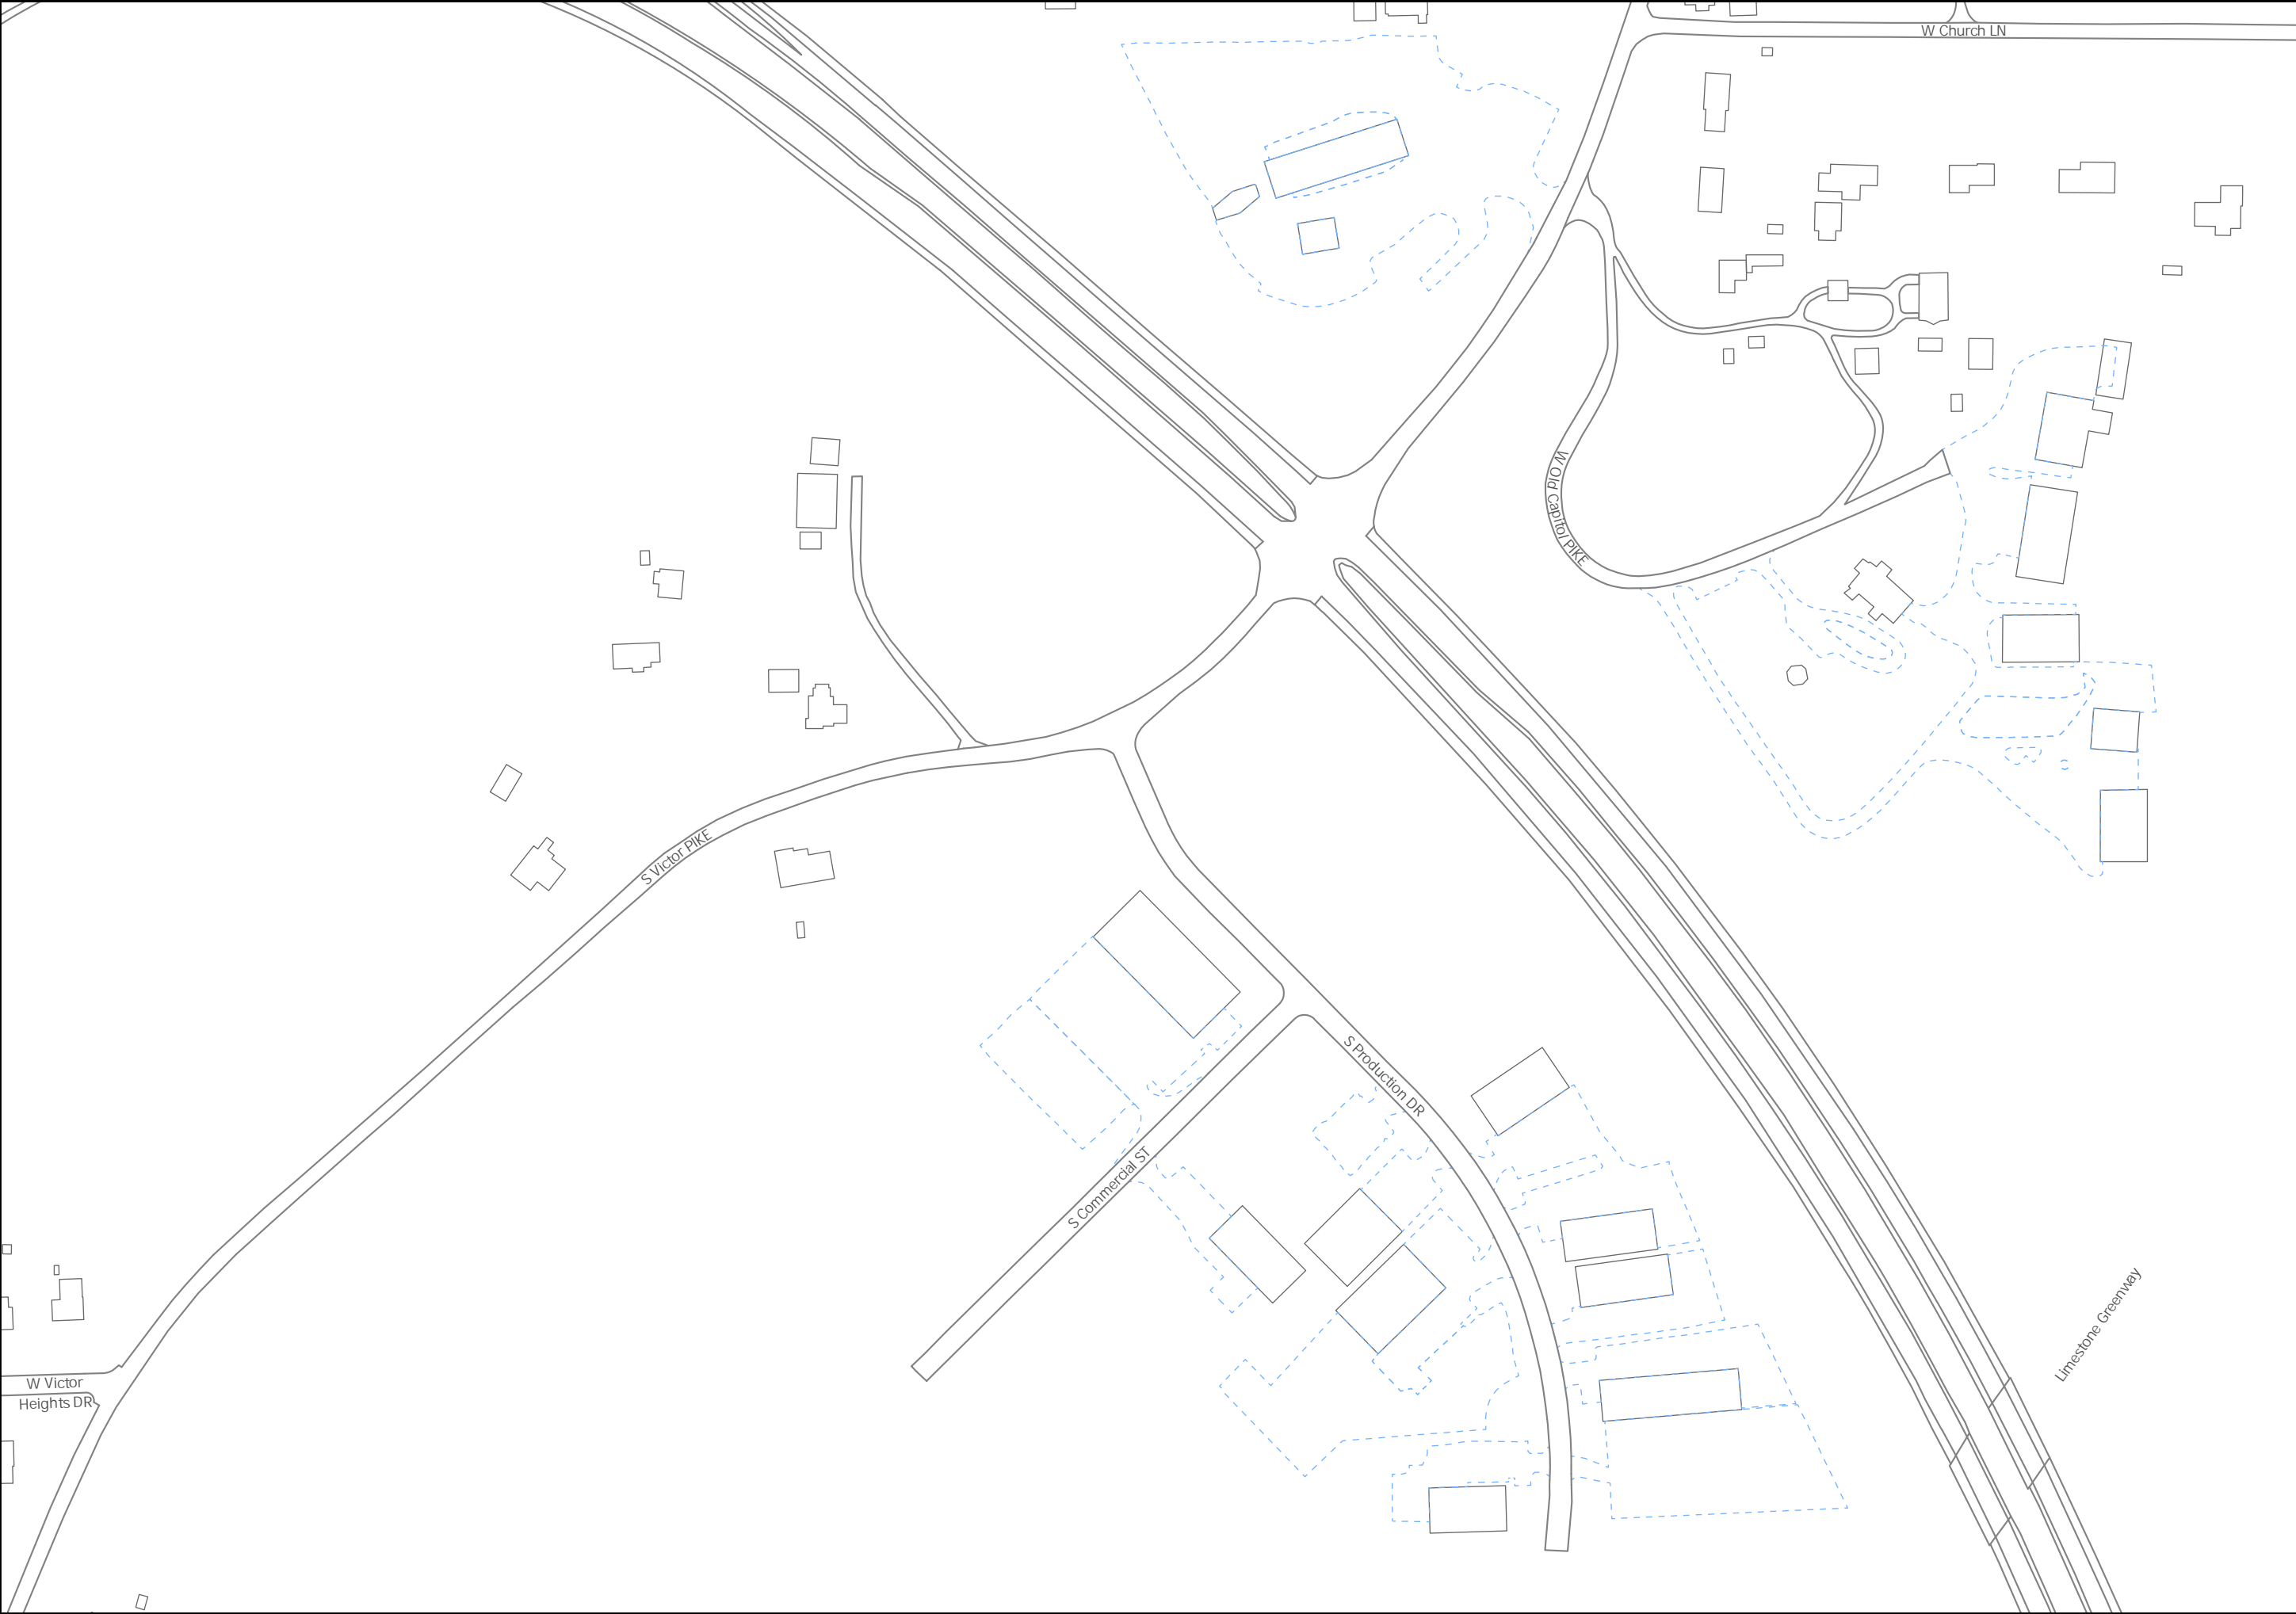 W Church LN
W Old Capitol PIKE
S Victor PIKE
S Production DR
S Commercial ST
Limestone Greenway
W Victor
Heights DR